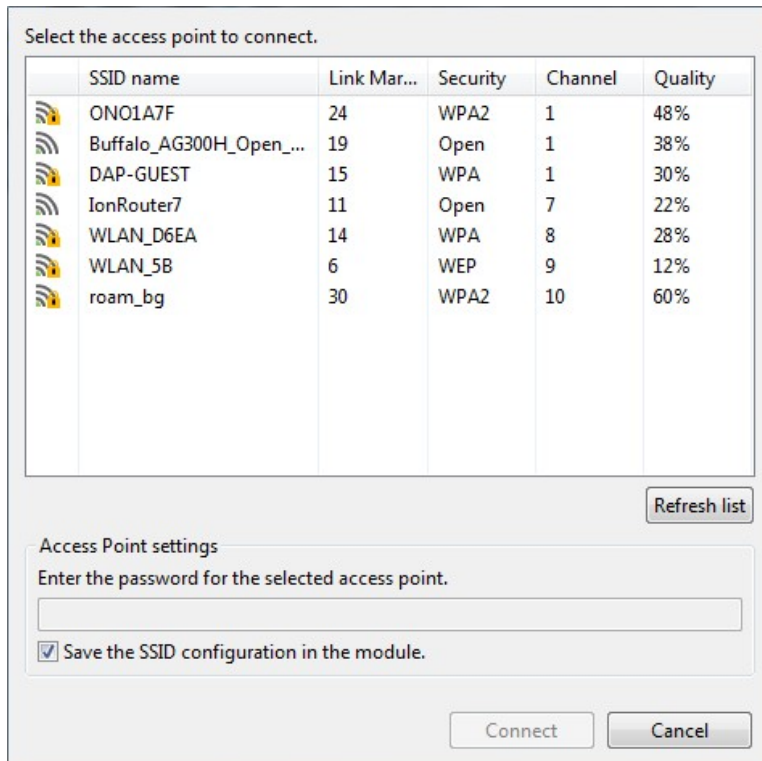 Select the access point to connect.
SSID name Link Mar... Security Channel Quality
ONO1A7F 24 WPA2 1 48%
Buffalo_AG300H_Open_... 19 Open 1 38%
DAP-GUEST 15 WPA 1 30%
IonRouter7 11 Open 7 22%
WLAN_D6EA 14 WPA 8 28%
WLAN_5B 6 WEP 9 12%
roam_bg 30 WPA2 10 60%
Refresh list
Access Point settings
Enter the password for the selected access point.
Save the SSID configuration in the module.
Connect Cancel